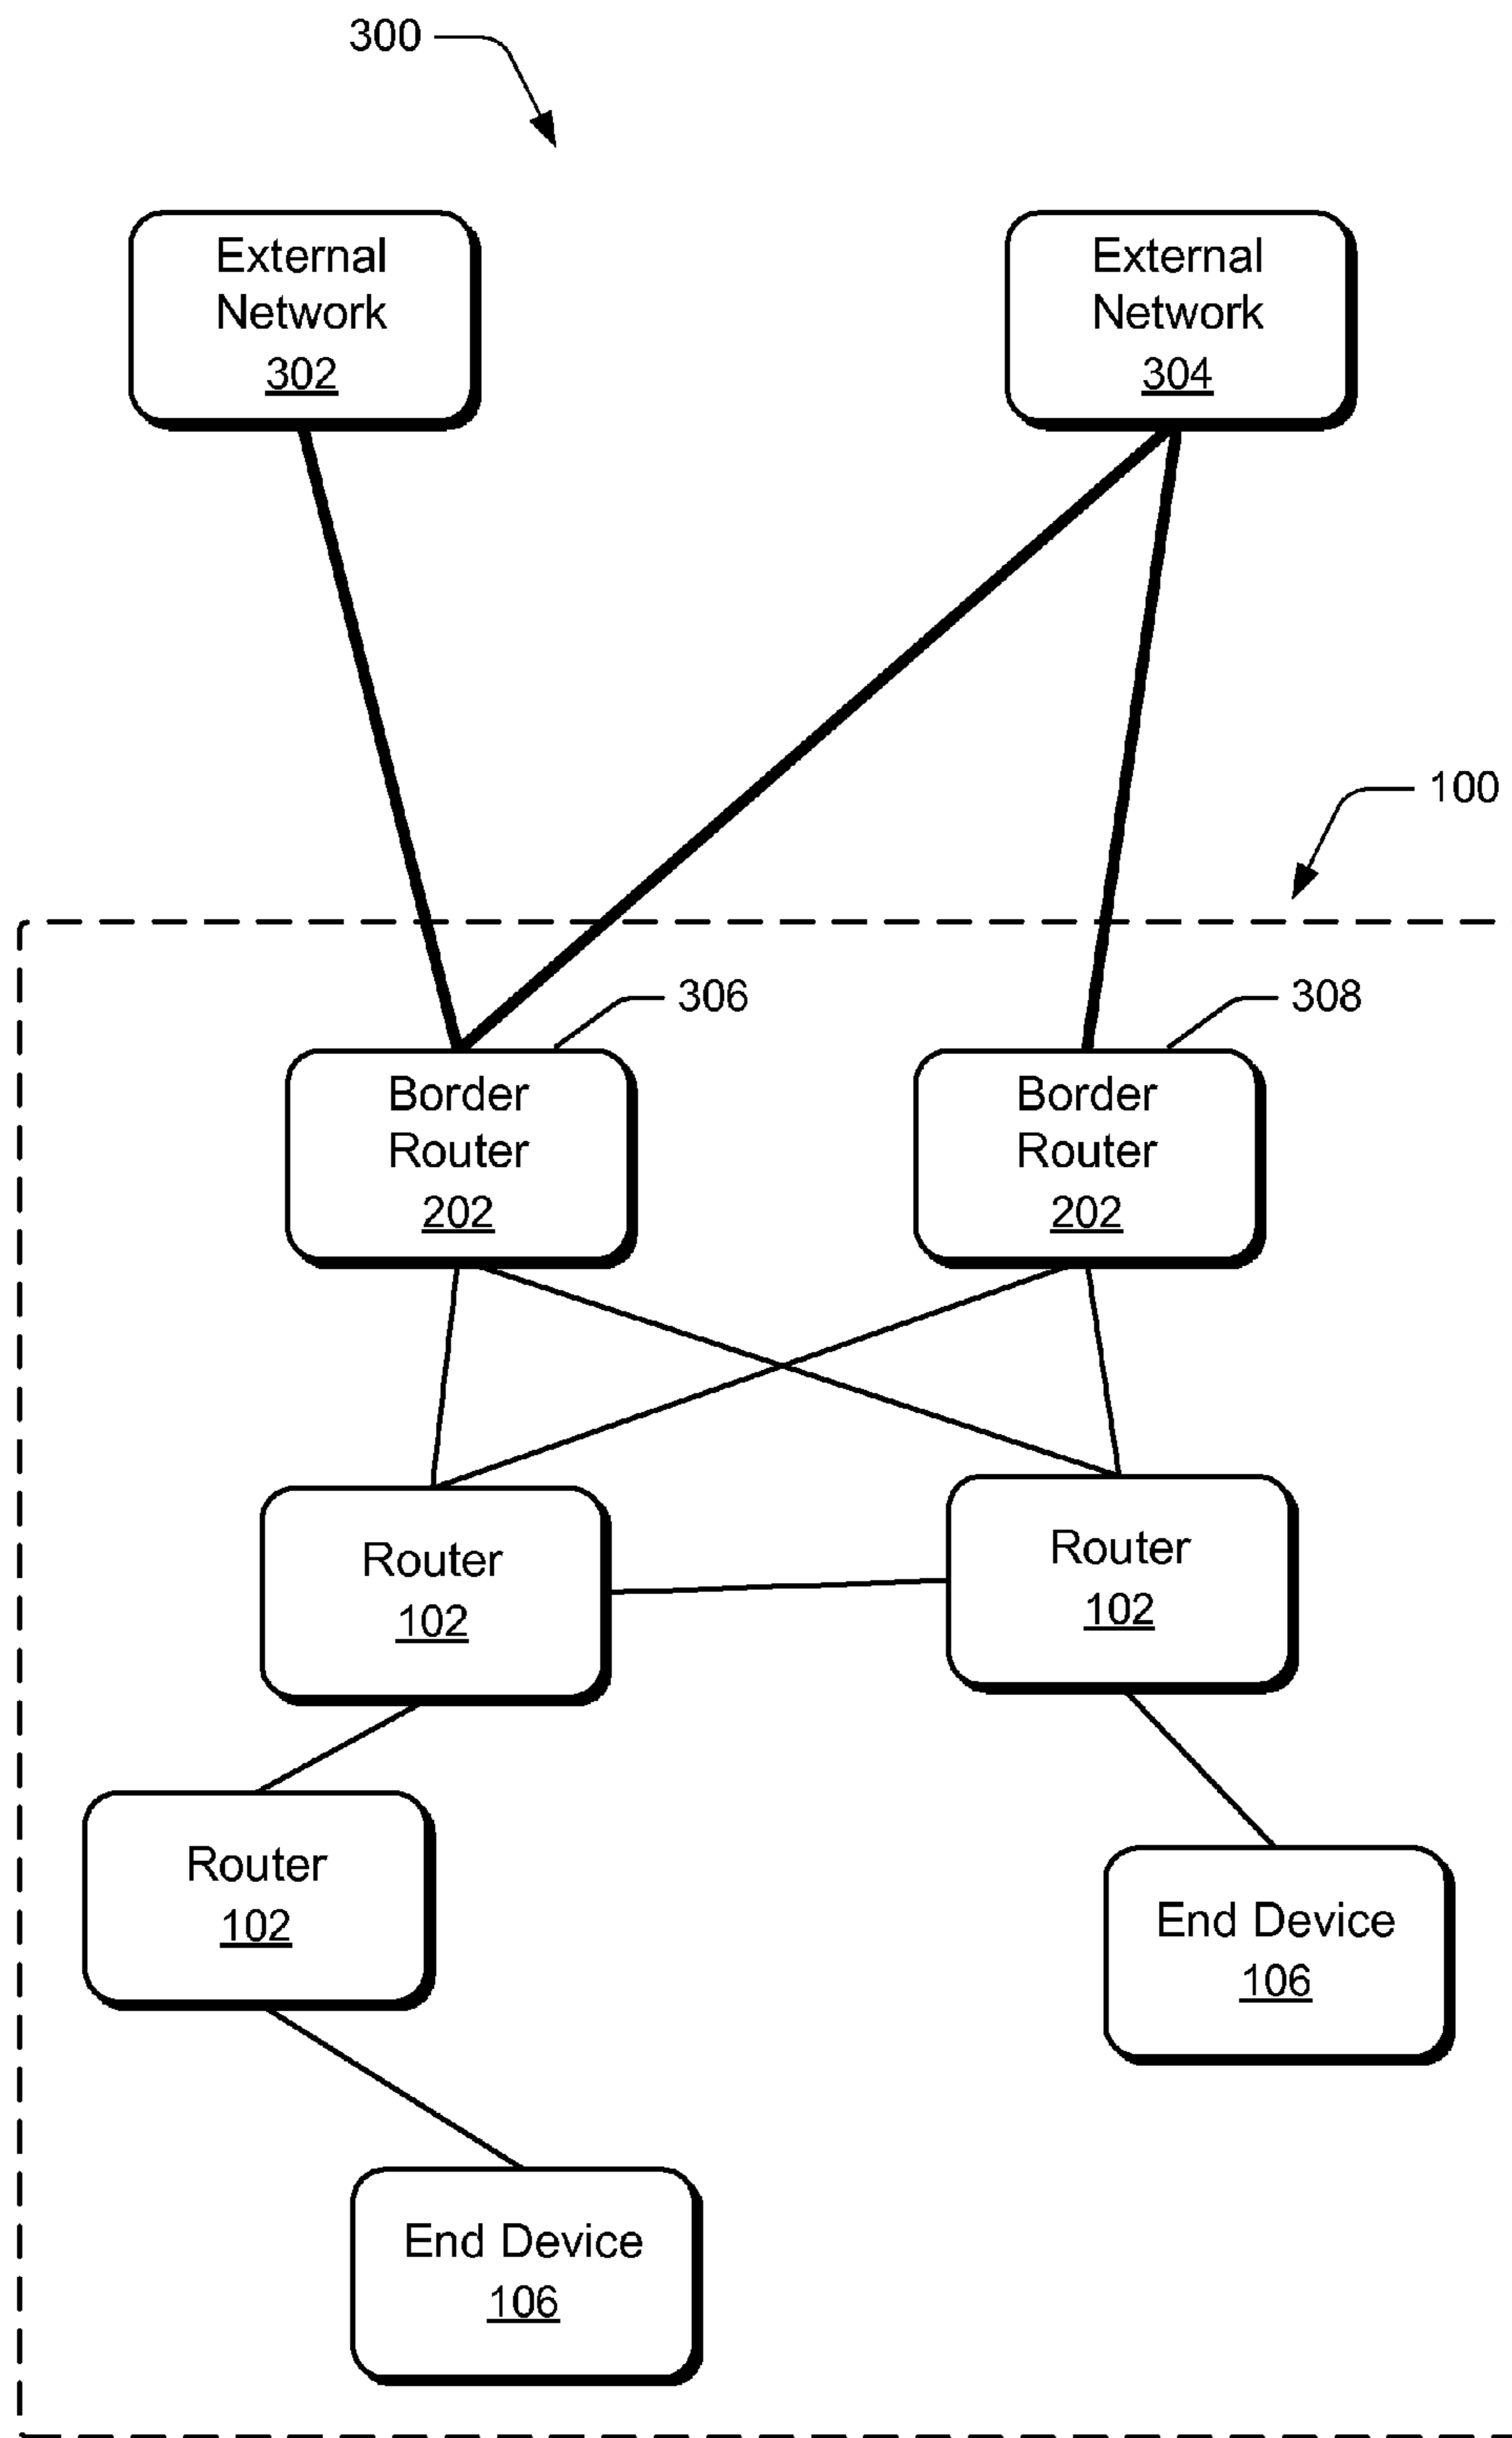 300
External
Network
302
External
Network
304
100
306
308
Border
Router
202
Border
Router
202
Router
102
Router
102
Router
102
End Device
106
End Device
106